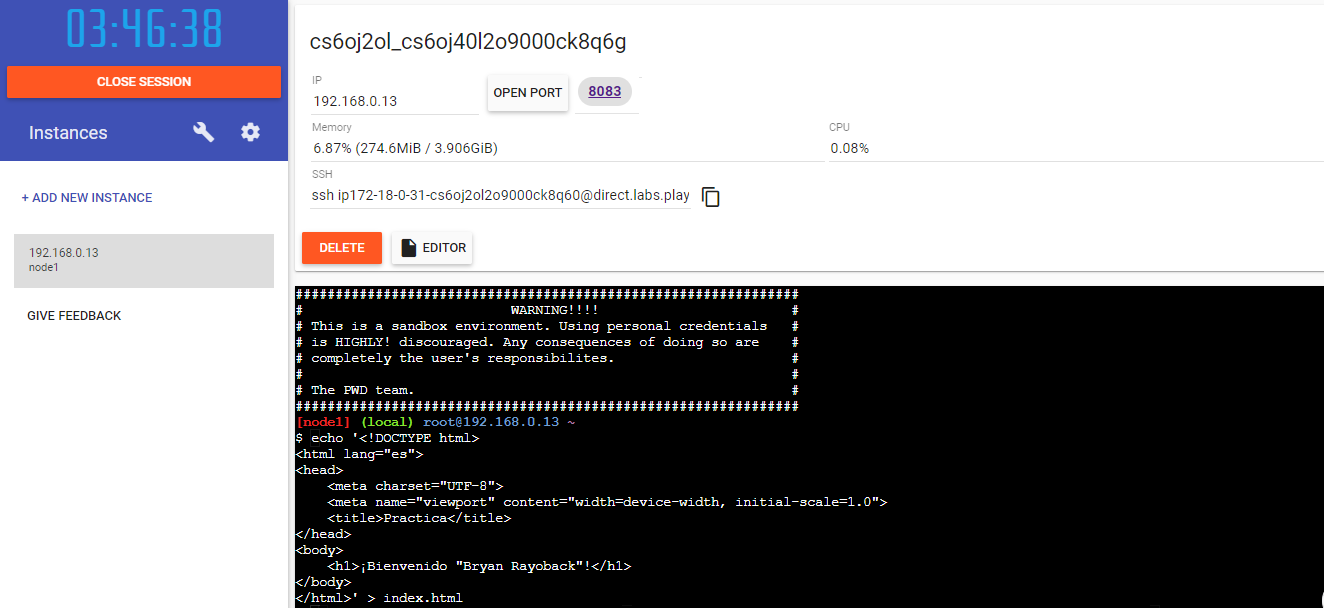 03:46:38
CLOSE SESSION
Instances
+ ADD NEW INSTANCE
192.168.0.13
node1
GIVE FEEDBACK
cs6oj2ol_cs6oj40l2o9000ck8q6g
IP
192.168.0.13
OPEN PORT
8083
Memory
6.87% (274.6MiB / 3.906GiB)
CPU
0.08%
SSH
ssh ip172-18-0-31-cs6oj2ol2o9000ck8q60@direct.labs.play
DELETE
EDITOR
###############################################################
#                          WARNING!!!!                        #
# This is a sandbox environment. Using personal credentials   #
# is HIGHLY! discouraged. Any consequences of doing so are    #
# completely the user's responsibilites.                      #
#                                                             #
# The PWD team.                                               #
###############################################################
[node1] (local) root@192.168.0.13 ~
$ echo '<!DOCTYPE html>
<html lang="es">
<head>
    <meta charset="UTF-8">
    <meta name="viewport" content="width=device-width, initial-scale=1.0">
    <title>Practica</title>
</head>
<body>
    <h1>¡Bienvenido "Bryan Rayoback"!</h1>
</body>
</html>' > index.html